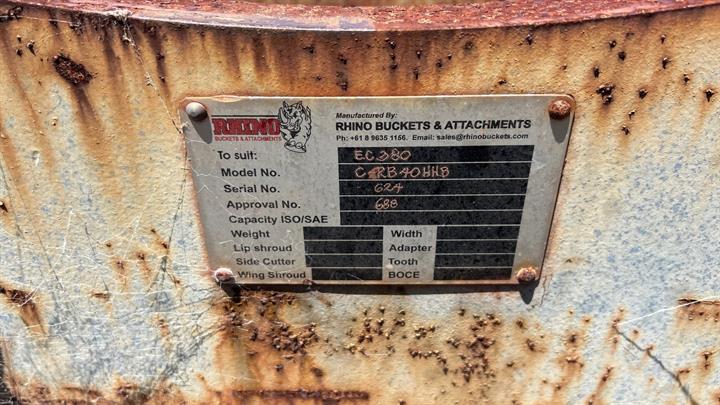 RHINO
BUCKETS & ATTACHMENTS
Manufactured By:
RHINO BUCKETS & ATTACHMENTS
Ph: +61 8 9635 1156. Email: sales@rhinobuckets.com
To suit: EC380
Model No. CRB40HHB
Serial No. 624
Approval No. 688
Capacity ISO/SAE
Weight Width
Lip shroud Adapter
Side Cutter Tooth
Wing Shroud BOCE